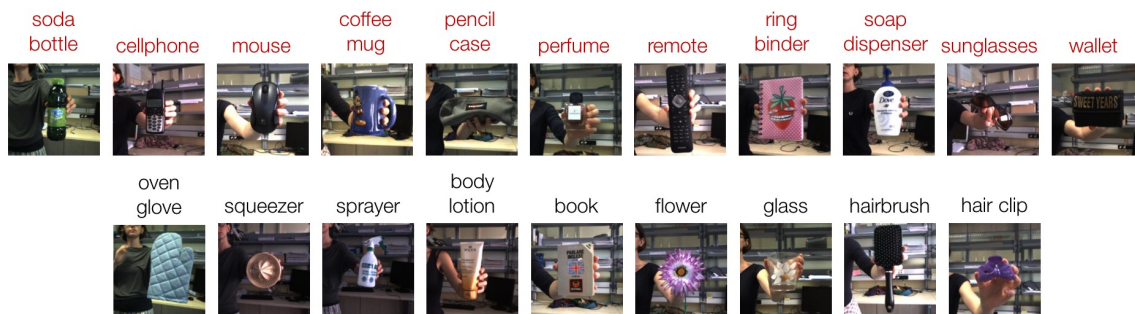 soda
bottle
cellphone
mouse
coffee
mug
pencil
case
perfume
remote
ring
binder
soap
dispenser
sunglasses
wallet
Dove
SWEET YEARS
oven
glove
squeezer
sprayer
body
lotion
book
flower
glass
hairbrush
hair clip